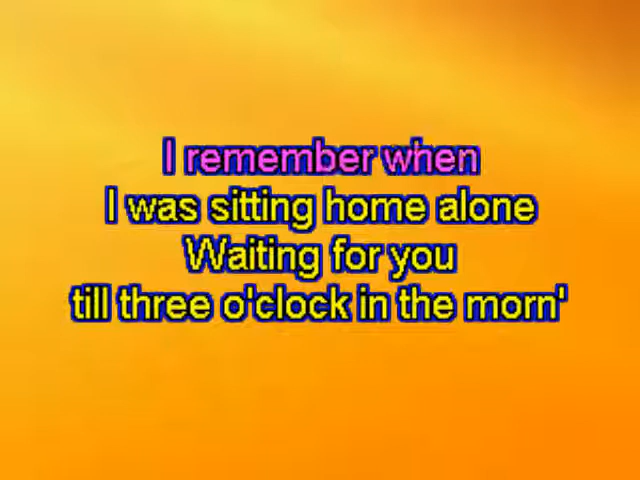 I remember when
I was sitting home alone
Waiting for you
till three o'clock in the morn'